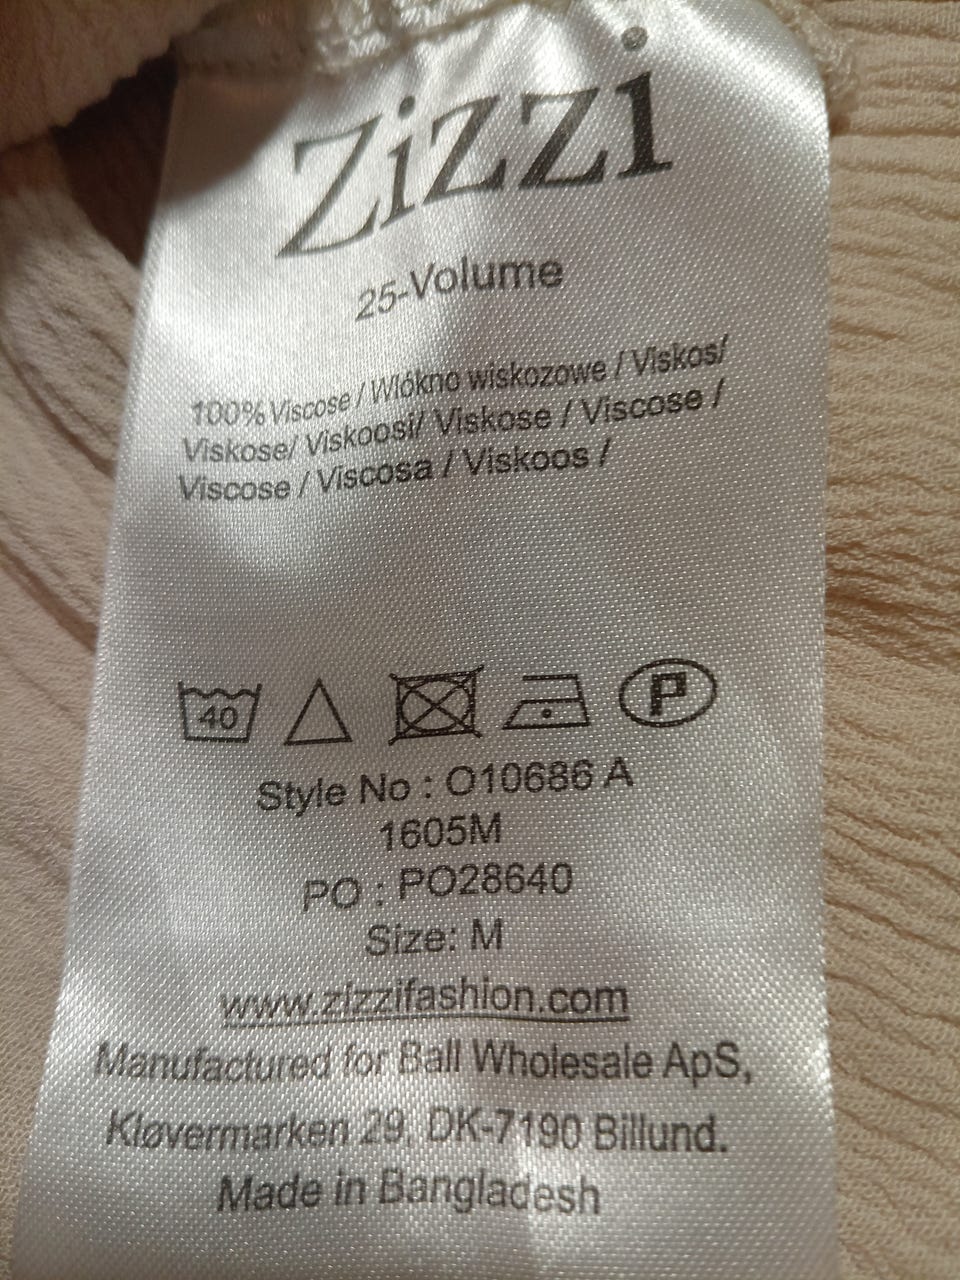 Zizzi
25-Volume
100% Viscose / Wlókno wiskozowe / Viskos/
Viskose/ Viskoosi/ Viskose / Viscose /
Viscose / Viscosa / Viskoos /
40
P
Style No : O10686 A
1605M
PO : PO28640
Size: M
www.zizzifashion.com
Manufactured for Ball Wholesale ApS,
Kløvermarken 29, DK-7190 Billund.
Made in Bangladesh